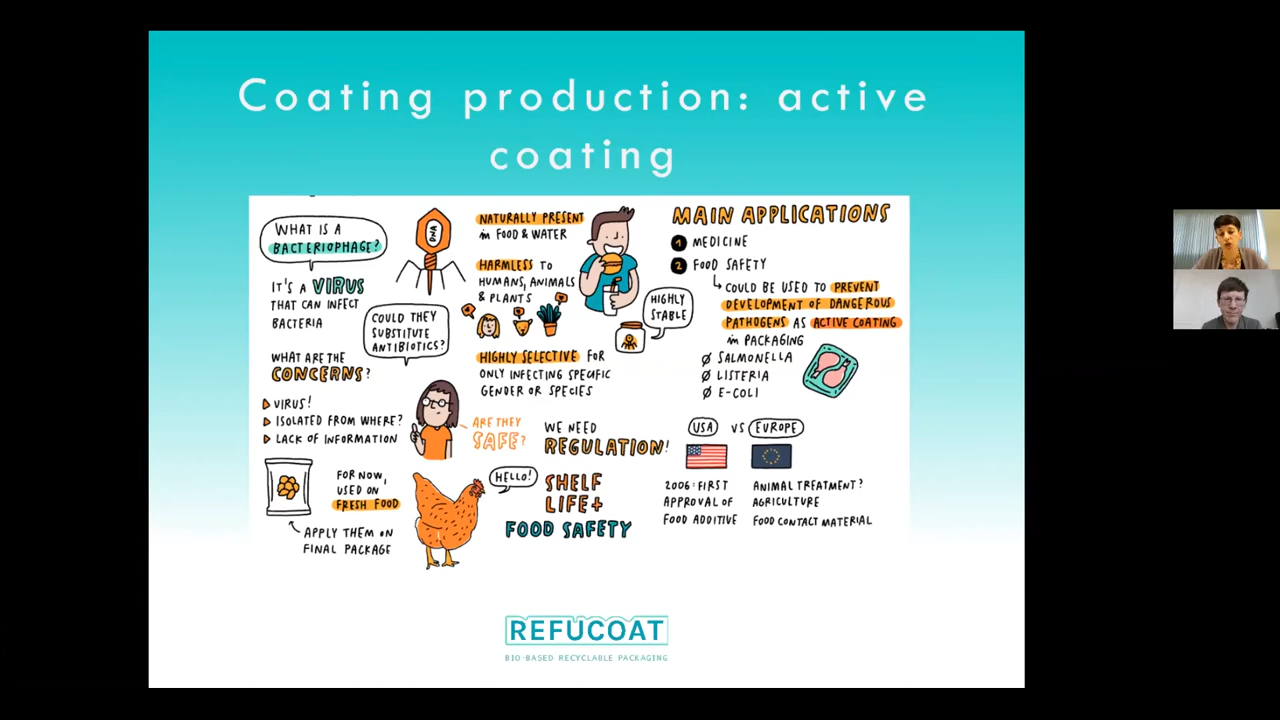 Coating production: active
coating
WHAT IS A
BACTERIOPHAGE?
IT'S A VIRUS
THAT CAN INFECT
BACTERIA
DNA
COULD THEY
SUBSTITUTE
ANTIBIOTICS?
WHAT ARE THE
CONCERNS?
VIRUS!
ISOLATED FROM WHERE?
LACK OF INFORMATION
FOR NOW,
USED ON
FRESH FOOD
APPLY THEM ON
FINAL PACKAGE
NATURALLY PRESENT
in FOOD & WATER
HARMLESS TO
HUMANS, ANIMALS
& PLANTS
HIGHLY
STABLE
HIGHLY SELECTIVE FOR
ONLY INFECTING SPECIFIC
GENDER OR SPECIES
ARE THEY
SAFE?
WE NEED
REGULATION!
HELLO!
SHELF
LIFE+
FOOD SAFETY
MAIN APPLICATIONS
1 MEDICINE
2 FOOD SAFETY
COULD BE USED TO PREVENT
DEVELOPMENT OF DANGEROUS
PATHOGENS AS ACTIVE COATING
in PACKAGING
SALMONELLA
LISTERIA
E-COLI
USA VS EUROPE
2006: FIRST
APPROVAL OF
FOOD ADDITIVE
ANIMAL TREATMENT?
AGRICULTURE
FOOD CONTACT MATERIAL
REFUCOAT
BIO-BASED RECYCLABLE PACKAGING